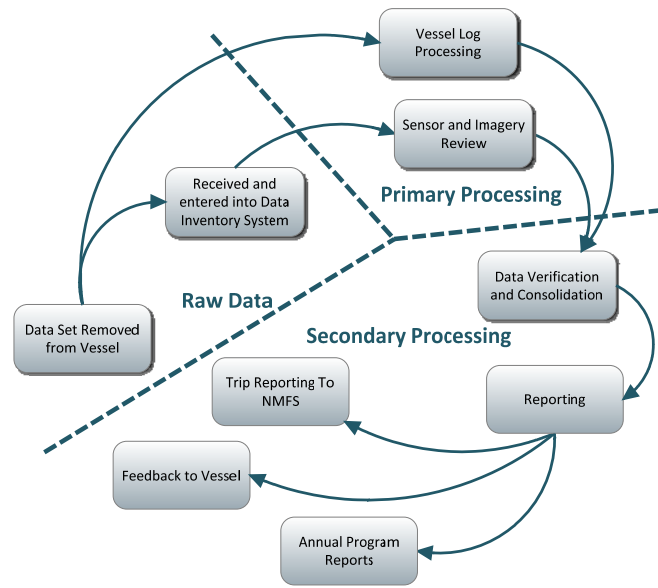 Vessel Log
Processing
Sensor and Imagery
Review
Primary Processing
Received and
entered into Data
Inventory System
Raw Data
Data Set Removed
from Vessel
Data Verification
and Consolidation
Secondary Processing
Reporting
Trip Reporting To
NMFS
Feedback to Vessel
Annual Program
Reports